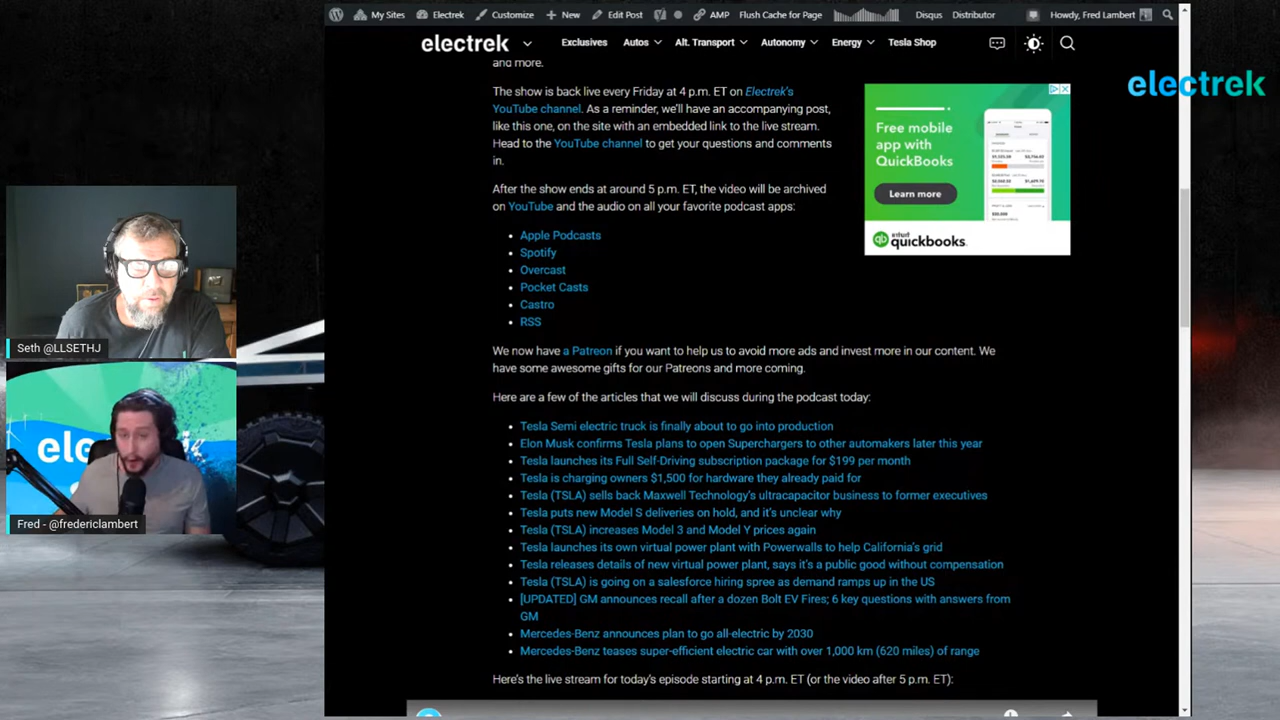 My Sites Electrek Customize New Edit Post AMP Flush Cache for Page Disqus Distributor Howdy, Fred Lambert
electrek Exclusives Autos Alt. Transport Autonomy Energy Tesla Shop
electrek
and more.
The show is back live every Friday at 4 p.m. ET on Electrek's
YouTube channel. As a reminder, we'll have an accompanying post,
like this one, on the site with an embedded link to the live stream.
Head to the YouTube channel to get your questions and comments
in.
After the show ends at around 5 p.m. ET, the video will be archived
on YouTube and the audio on all your favorite podcast apps:
Apple Podcasts
Spotify
Overcast
Pocket Casts
Castro
RSS
Free mobile
app with
QuickBooks
Learn more
intuit
quickbooks.
We now have a Patreon if you want to help us to avoid more ads and invest more in our content. We
have some awesome gifts for our Patreons and more coming.
Here are a few of the articles that we will discuss during the podcast today:
Tesla Semi electric truck is finally about to go into production
Elon Musk confirms Tesla plans to open Superchargers to other automakers later this year
Tesla launches its Full Self-Driving subscription package for $199 per month
Tesla is charging owners $1,500 for hardware they already paid for
Tesla (TSLA) sells back Maxwell Technology's ultracapacitor business to former executives
Tesla puts new Model S deliveries on hold, and it's unclear why
Tesla (TSLA) increases Model 3 and Model Y prices again
Tesla launches its own virtual power plant with Powerwalls to help California's grid
Tesla releases details of new virtual power plant, says it's a public good without compensation
Tesla (TSLA) is going on a salesforce hiring spree as demand ramps up in the US
[UPDATED] GM announces recall after a dozen Bolt EV Fires; 6 key questions with answers from
GM
Mercedes-Benz announces plan to go all-electric by 2030
Mercedes-Benz teases super-efficient electric car with over 1,000 km (620 miles) of range
Here's the live stream for today's episode starting at 4 p.m. ET (or the video after 5 p.m. ET):
Seth @LLSETHJ
ele
Fred - @fredericlambert